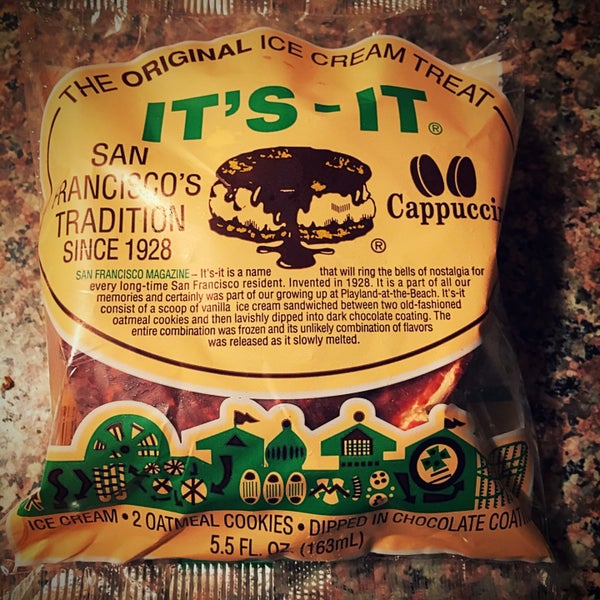 THE ORIGINAL ICE CREAM TREAT
IT'S-IT®
SAN
FRANCISCO'S
TRADITION
SINCE 1928
®
Cappuccin
SAN FRANCISCO MAGAZINE – It's-it is a name that will ring the bells of nostalgia for
every long-time San Francisco resident. Invented in 1928. It is a part of all our
memories and certainly was part of our growing up at Playland-at-the-Beach. It's-it
consist of a scoop of vanilla ice cream sandwiched between two old-fashioned
oatmeal cookies and then lavishly dipped into dark chocolate coating. The
entire combination was frozen and its unlikely combination of flavors
was released as it slowly melted.
ICE CREAM • 2 OATMEAL COOKIES • DIPPED IN CHOCOLATE COATI
5.5 FL. OZ. (163mL)